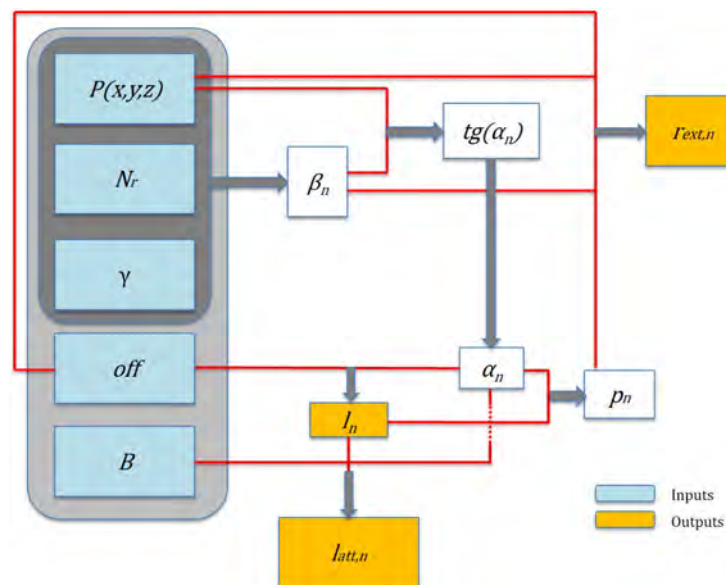 P(x,y,z)
tg(αn)
rext,n
Nr
βn
γ
off
αn
pn
ln
B
latt,n
Inputs
Outputs